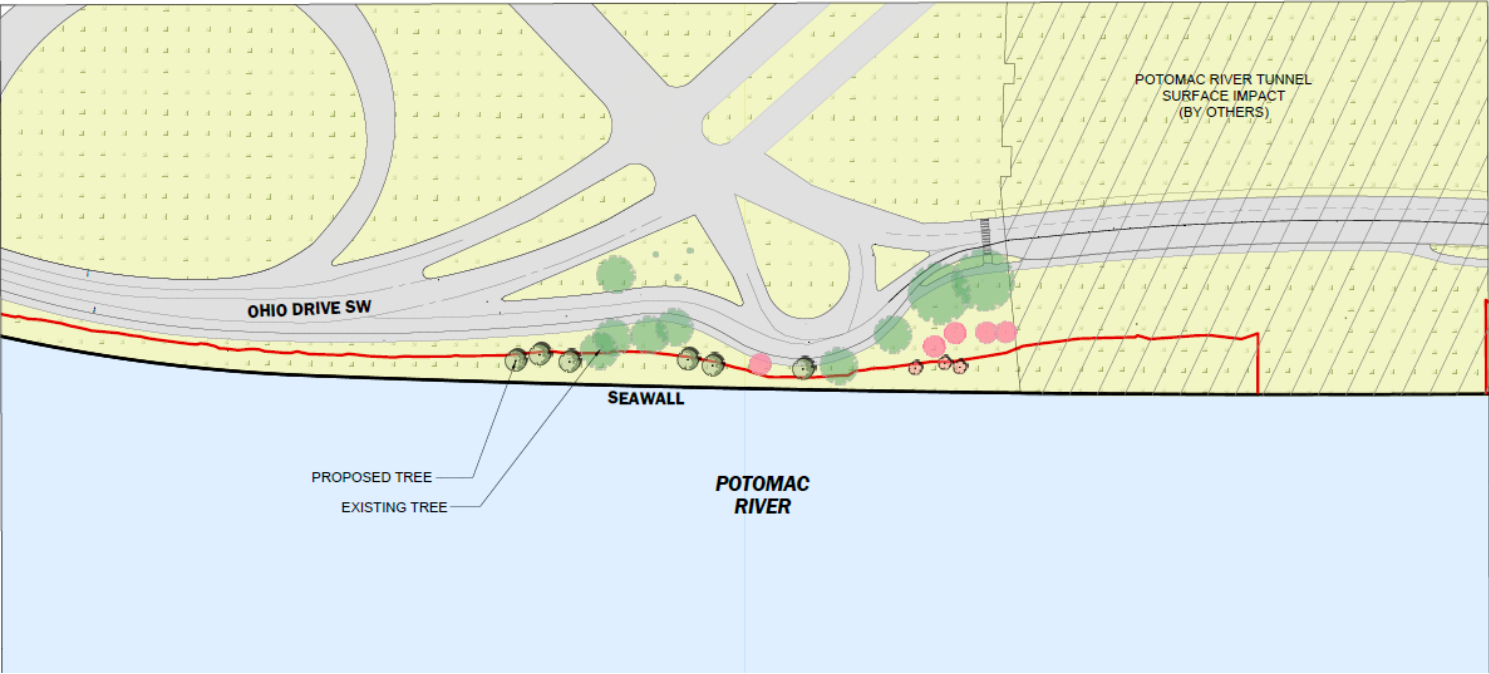 POTOMAC RIVER TUNNEL
SURFACE IMPACT
(BY OTHERS)
OHIO DRIVE SW
SEAWALL
PROPOSED TREE
EXISTING TREE
POTOMAC
RIVER